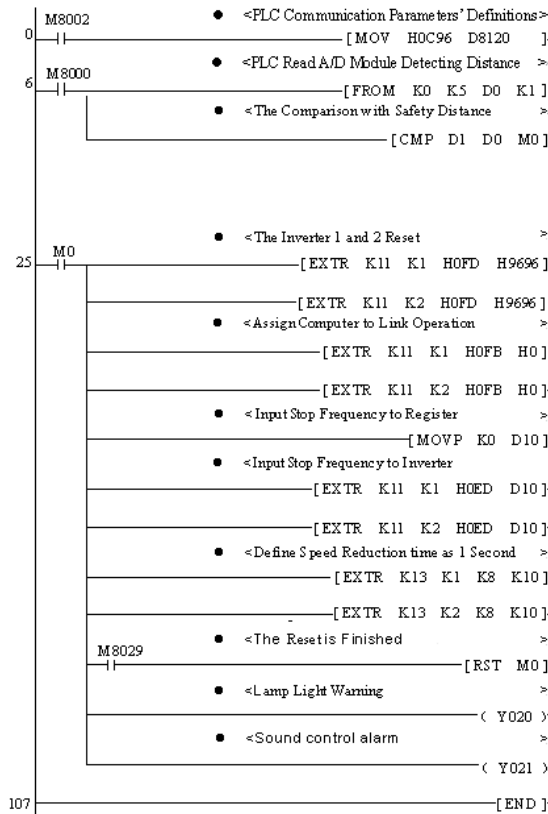 M8002
● <PLC Communication Parameters' Definitions>
0 [MOV H0C96 D8120 ]
● <PLC Read A/D Module Detecting Distance >
6 M8000 [FROM K0 K5 D0 K1]
● <The Comparison with Safety Distance >
[CMP D1 D0 M0]
● <The Inverter 1 and 2 Reset >
M0
25 [EXTR K11 K1 H0FD H9696]
[EXTR K11 K2 H0FD H9696]
● <Assign Computer to Link Operation >
[EXTR K11 K1 H0FB H0]
[EXTR K11 K2 H0FB H0]
● <Input Stop Frequency to Register >
[MOVP K0 D10]
● <Input Stop Frequency to Inverter >
[EXTR K11 K1 H0ED D10]
[EXTR K11 K2 H0ED D10]
● <Define Speed Reduction time as 1 Second >
[EXTR K13 K1 K8 K10]
[EXTR K13 K2 K8 K10]
● <The Reset is Finished >
M8029
[RST M0]
● <Lamp Light Warning >
( Y020 )
● <Sound control alarm >
( Y021 )
107 [END]